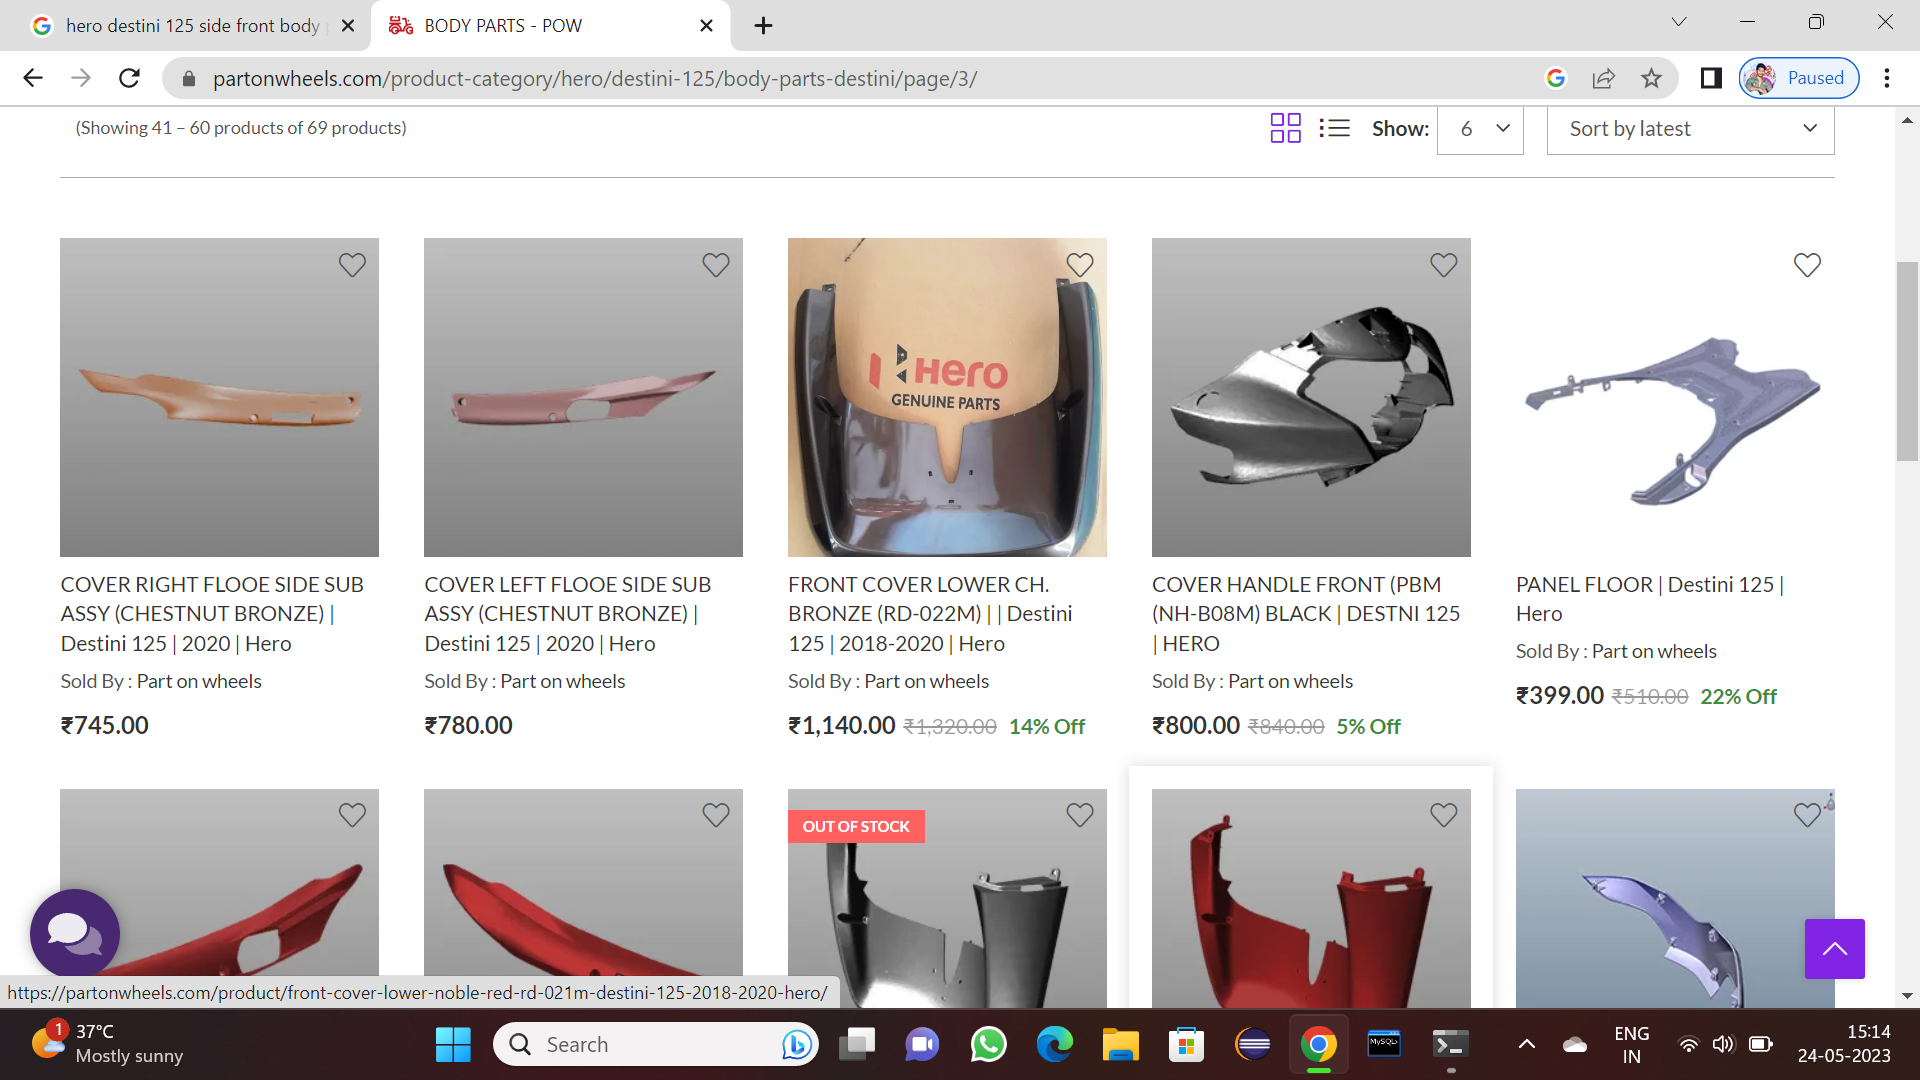 hero destini 125 side front body
BODY PARTS - POW
partonwheels.com/product-category/hero/destini-125/body-parts-destini/page/3/
Paused
(Showing 41 – 60 products of 69 products)
Show:
6
Sort by latest
Hero
GENUINE PARTS
COVER RIGHT FLOOE SIDE SUB
ASSY (CHESTNUT BRONZE) |
Destini 125 | 2020 | Hero
Sold By : Part on wheels
₹745.00
COVER LEFT FLOOE SIDE SUB
ASSY (CHESTNUT BRONZE) |
Destini 125 | 2020 | Hero
Sold By : Part on wheels
₹780.00
FRONT COVER LOWER CH.
BRONZE (RD-022M) | | Destini
125 | 2018-2020 | Hero
Sold By : Part on wheels
₹1,140.00 ₹1,320.00 14% Off
COVER HANDLE FRONT (PBM
(NH-B08M) BLACK | DESTNI 125
| HERO
Sold By : Part on wheels
₹800.00 ₹840.00 5% Off
PANEL FLOOR | Destini 125 |
Hero
Sold By : Part on wheels
₹399.00 ₹510.00 22% Off
OUT OF STOCK
https://partonwheels.com/product/front-cover-lower-noble-red-rd-021m-destini-125-2018-2020-hero/
1
37°C
Mostly sunny
Search
MySQL
ENG
IN
15:14
24-05-2023